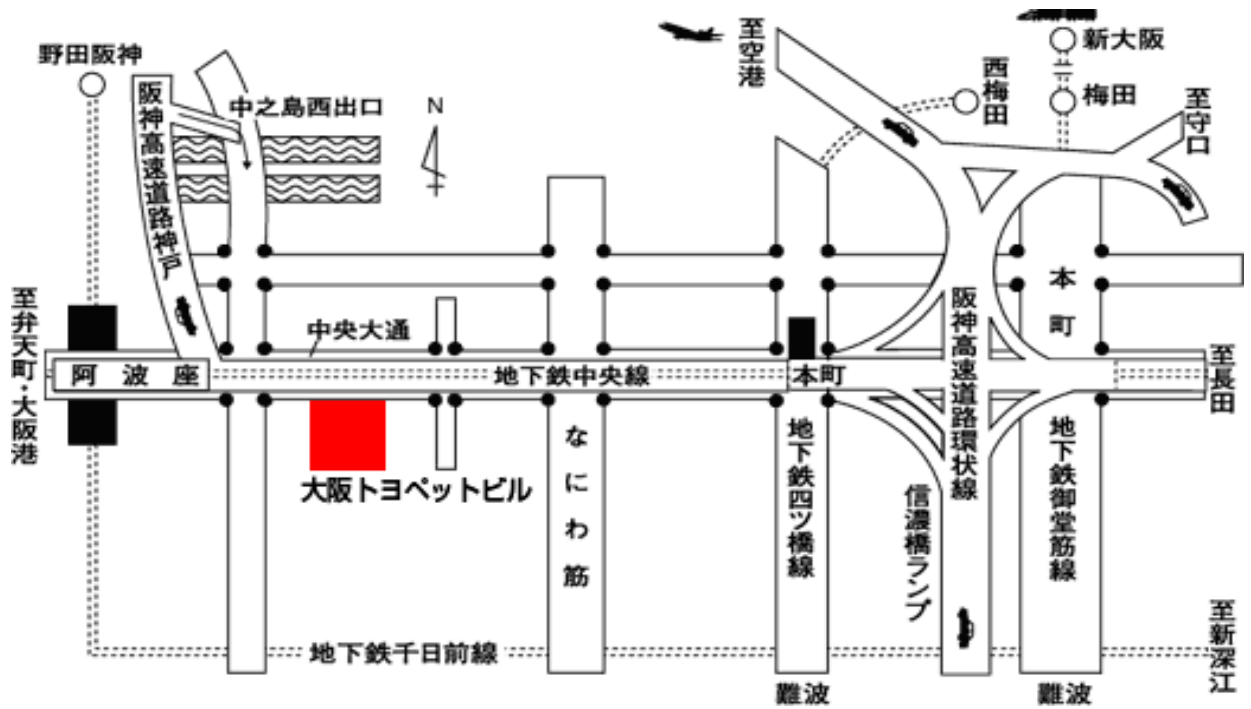 野田阪神
阪神高速道路神戸
中之島西出口
N
至空港
西梅田
新大阪
梅田
至守口
本町
至弁天町・大阪港
阿波座
中央大通
地下鉄中央線
本町
阪神高速道路環状線
至長田
大阪トヨペットビル
なにわ筋
地下鉄四ツ橋線
信濃橋ランプ
地下鉄御堂筋線
地下鉄千日前線
至新深江
難波
難波